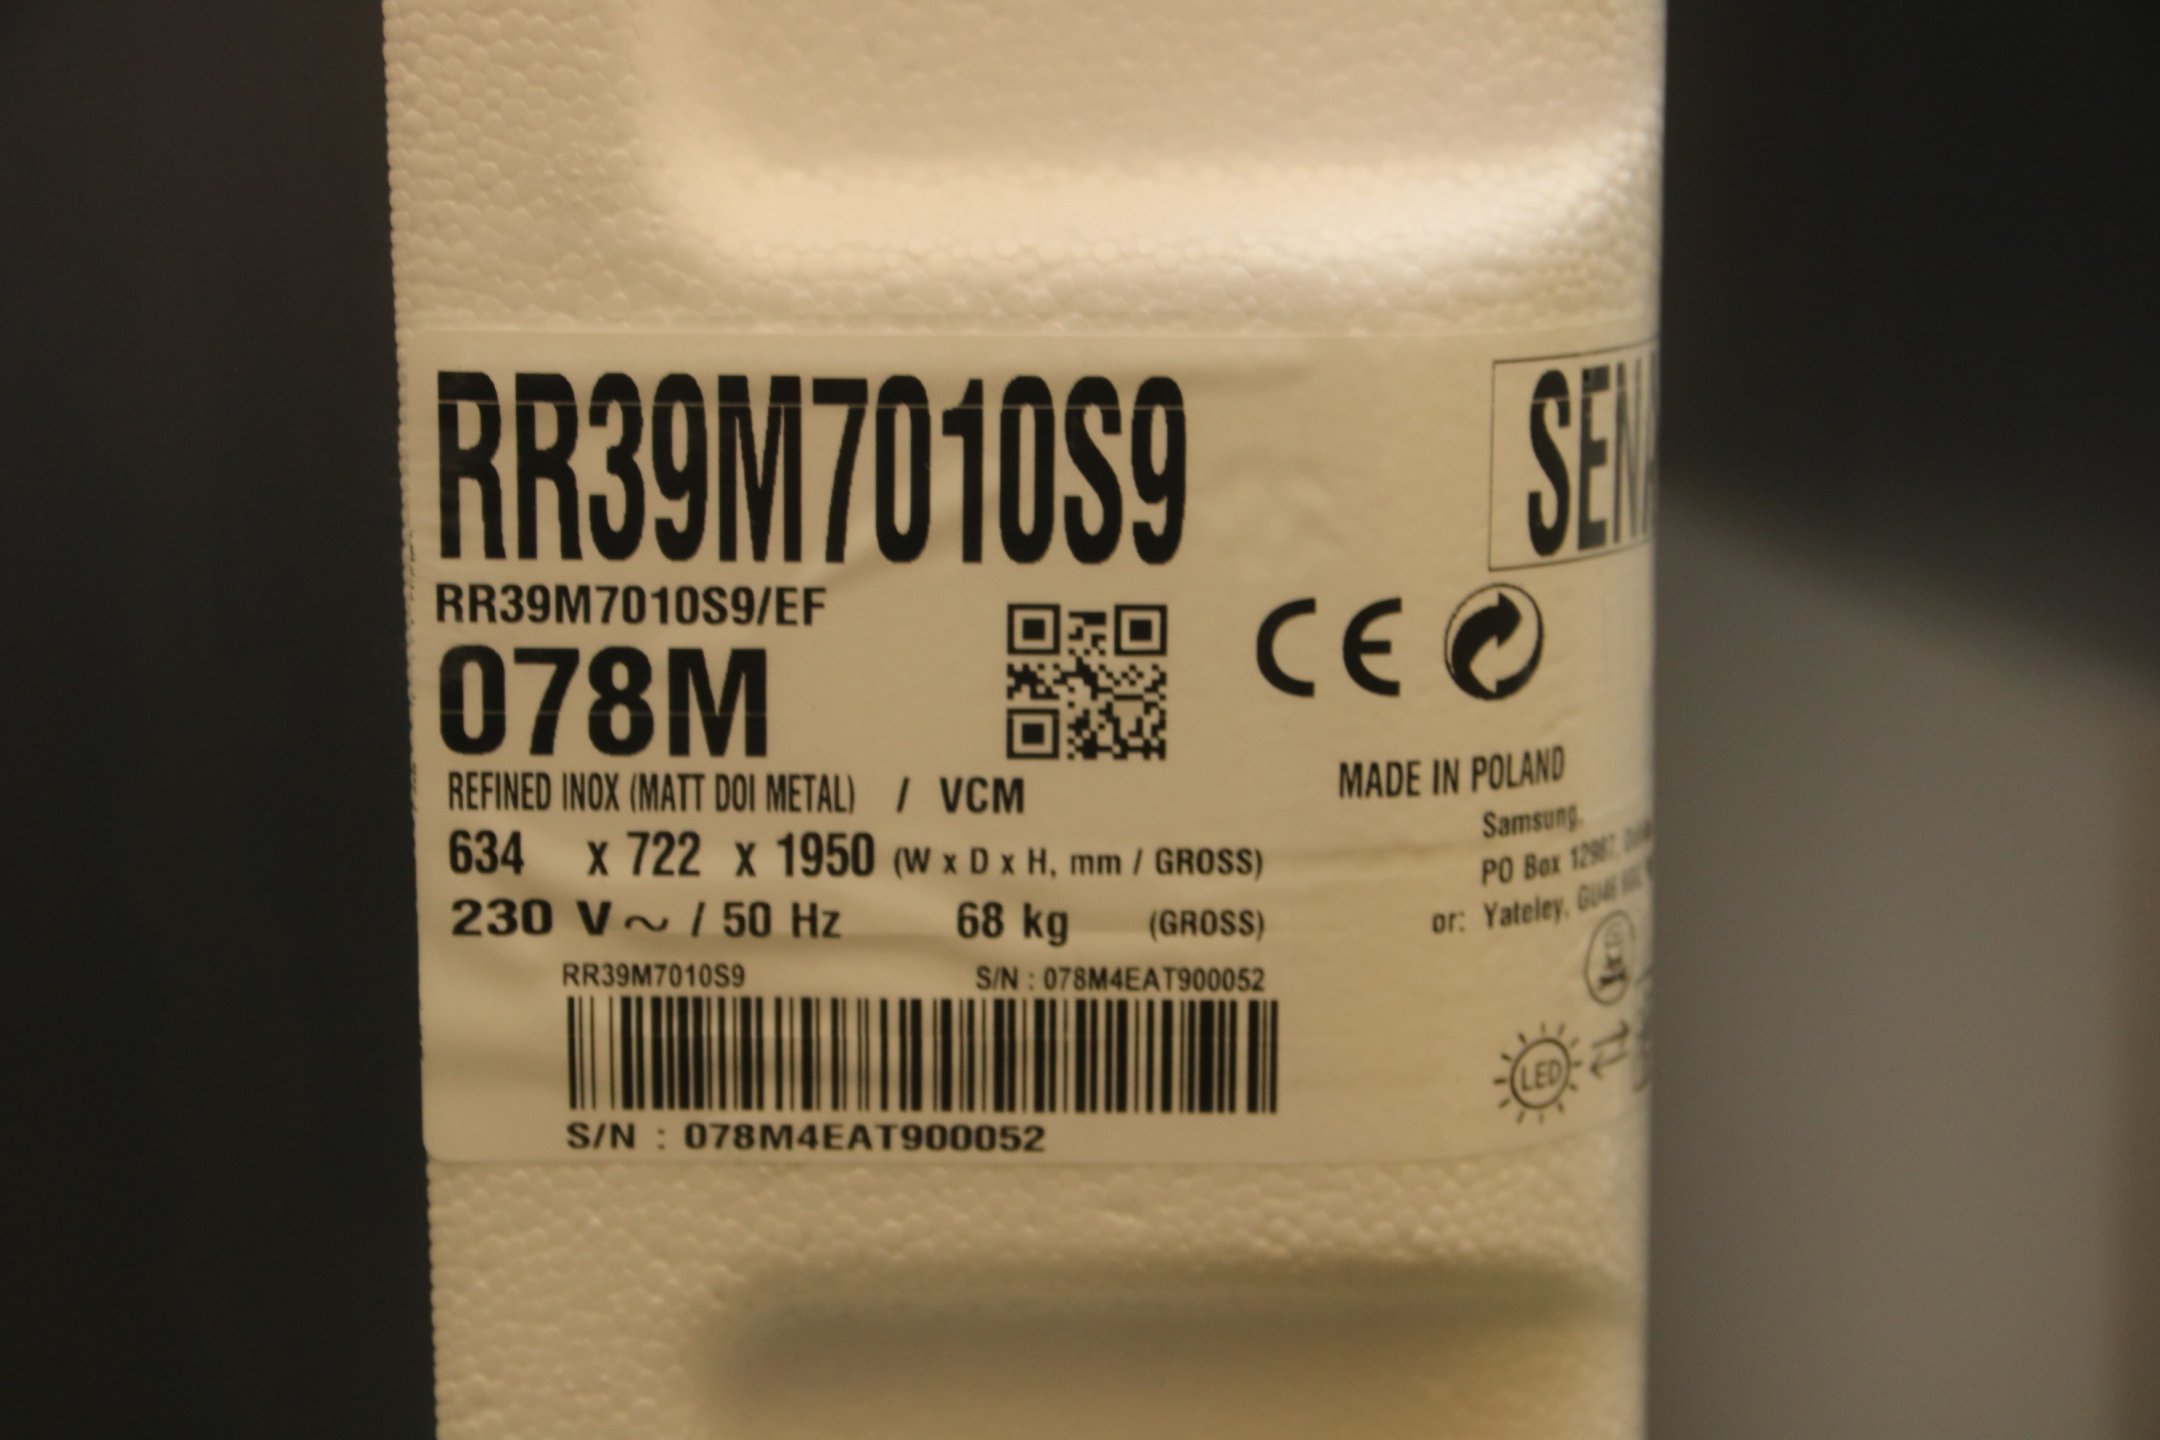 RR39M7010S9
RR39M7010S9/EF
078M
REFINED INOX (MATT DOI METAL) / VCM
634 x 722 x 1950 (W x D x H, mm / GROSS)
230 V~ / 50 Hz 68 kg (GROSS)
RR39M7010S9 S/N : 078M4EAT900052
S/N : 078M4EAT900052
CE
MADE IN POLAND
Samsung,
PO Box
or: Yateley,
LED